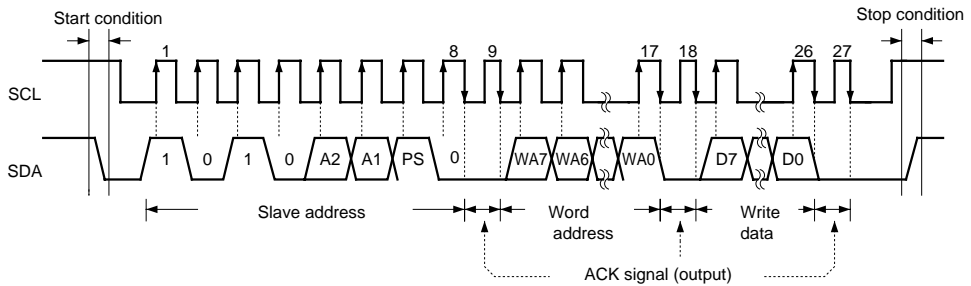 Start condition
Stop condition
1
8
9
17
18
26
27
SCL
SDA
1
0
1
0
A2
A1
PS
0
WA7
WA6
WA0
D7
D0
Slave address
Word
address
Write
data
ACK signal (output)